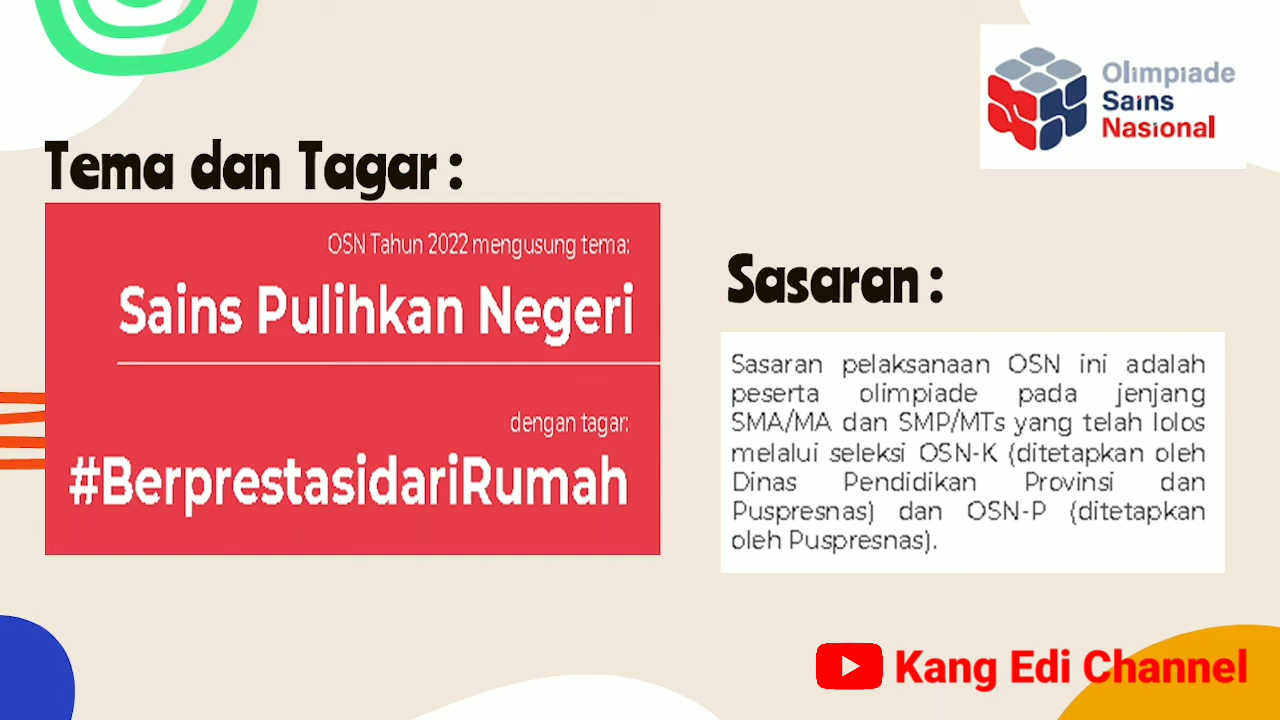 Olimpiade
Sains
Nasional
Tema dan Tagar :
OSN Tahun 2022 mengusung tema:
Sains Pulihkan Negeri
dengan tagar:
#BerprestasidariRumah
Sasaran :
Sasaran pelaksanaan OSN ini adalah
peserta olimpiade pada jenjang
SMA/MA dan SMP/MTs yang telah lolos
melalui seleksi OSN-K (ditetapkan oleh
Dinas Pendidikan Provinsi dan
Puspresnas) dan OSN-P (ditetapkan
oleh Puspresnas).
Kang Edi Channel